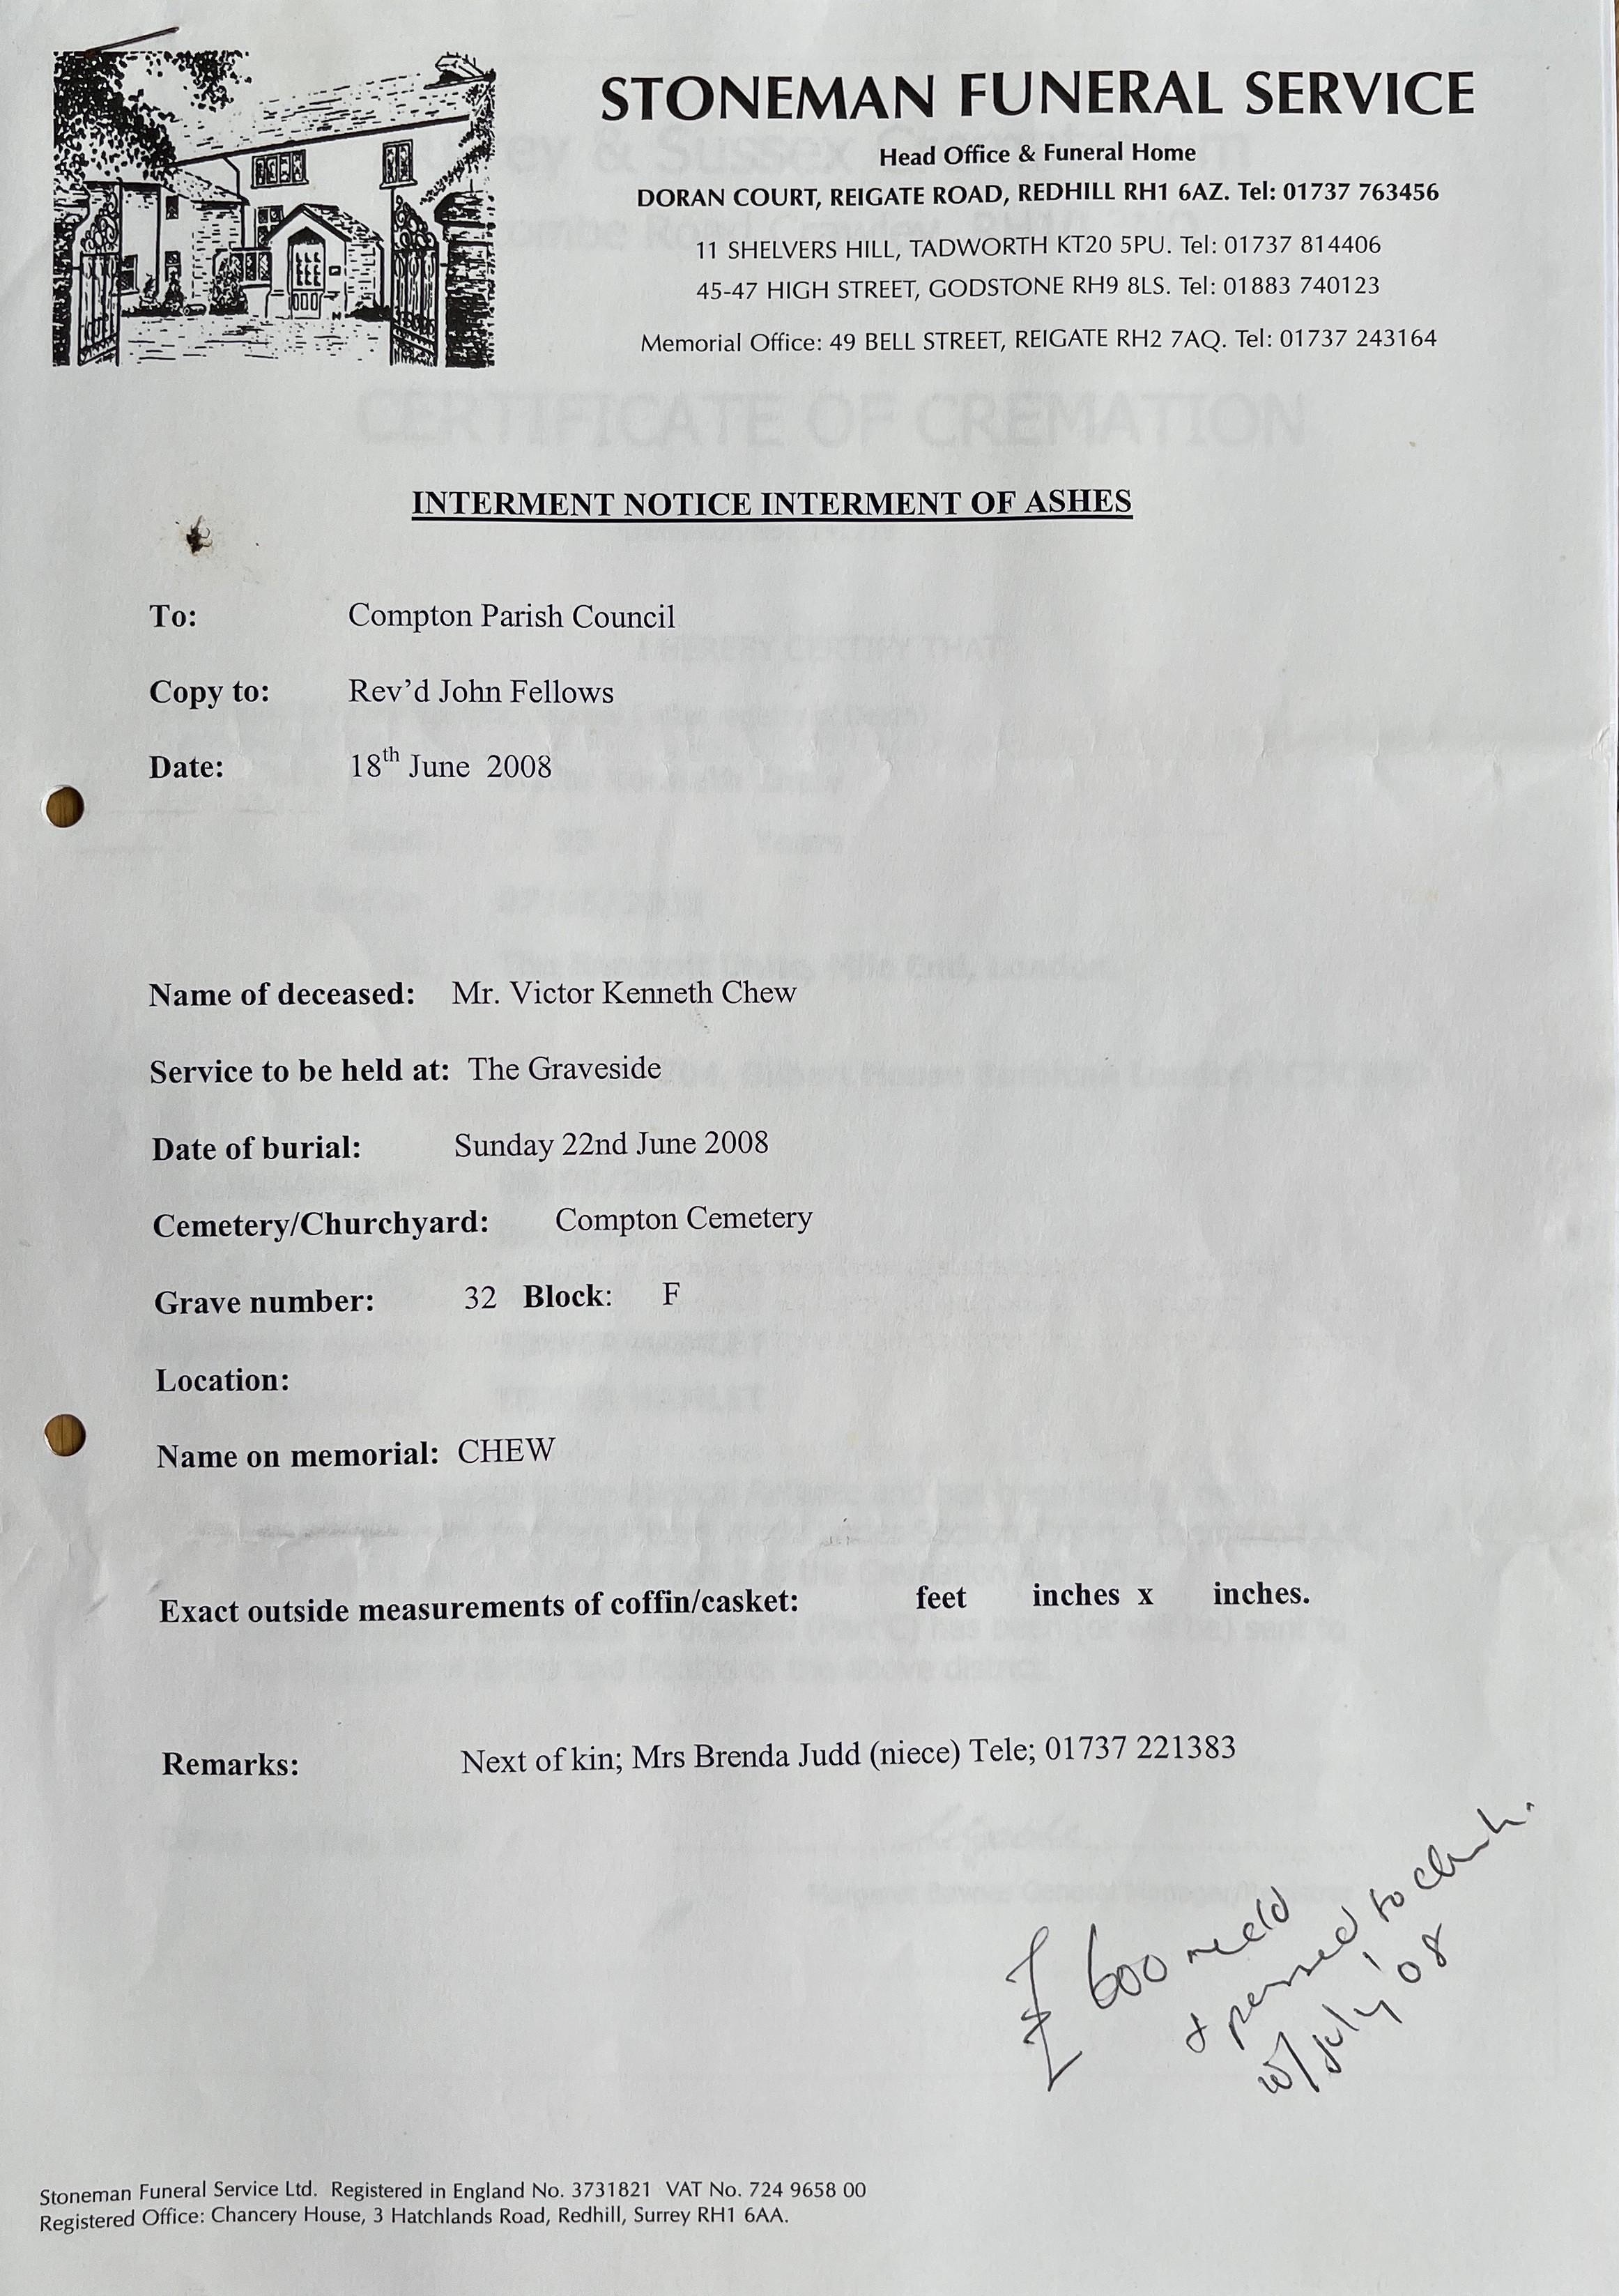 STONEMAN FUNERAL SERVICE
Head Office & Funeral Home
DORAN COURT, REIGATE ROAD, REDHILL RH1 6AZ. Tel: 01737 763456
11 SHELVERS HILL, TADWORTH KT20 5PU. Tel: 01737 814406
45-47 HIGH STREET, GODSTONE RH9 8LS. Tel: 01883 740123
Memorial Office: 49 BELL STREET, REIGATE RH2 7AQ. Tel: 01737 243164
CERTIFICATE OF CREMATION
INTERMENT NOTICE INTERMENT OF ASHES
To: Compton Parish Council
I HEREBY CERTIFY THAT
Copy to: Rev'd John Fellows
Date: 18th June 2008
Name of deceased: Mr. Victor Kenneth Chew
Service to be held at: The Graveside
Date of burial: Sunday 22nd June 2008
Cemetery/Churchyard: Compton Cemetery
Grave number: 32 Block: F
Location:
Name on memorial: CHEW
Exact outside measurements of coffin/casket: feet inches x inches.
Remarks: Next of kin; Mrs Brenda Judd (niece) Tele; 01737 221383
£600
& passed to
July '08
Stoneman Funeral Service Ltd. Registered in England No. 3731821 VAT No. 724 9658 00
Registered Office: Chancery House, 3 Hatchlands Road, Redhill, Surrey RH1 6AA.